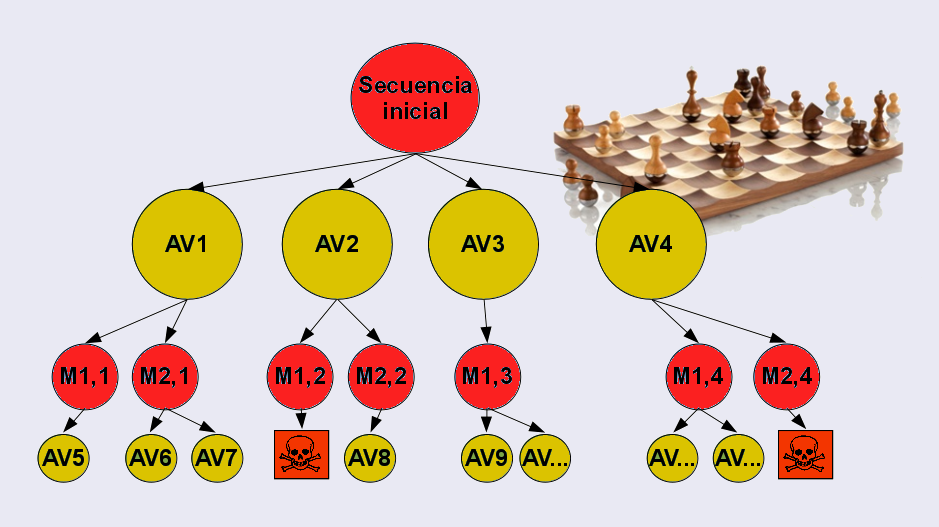 Secuencia
inicial
AV1
AV2
AV3
AV4
M1,1
M2,1
M1,2
M2,2
M1,3
M1,4
M2,4
AV5
AV6
AV7
AV8
AV9
AV...
AV...
AV...